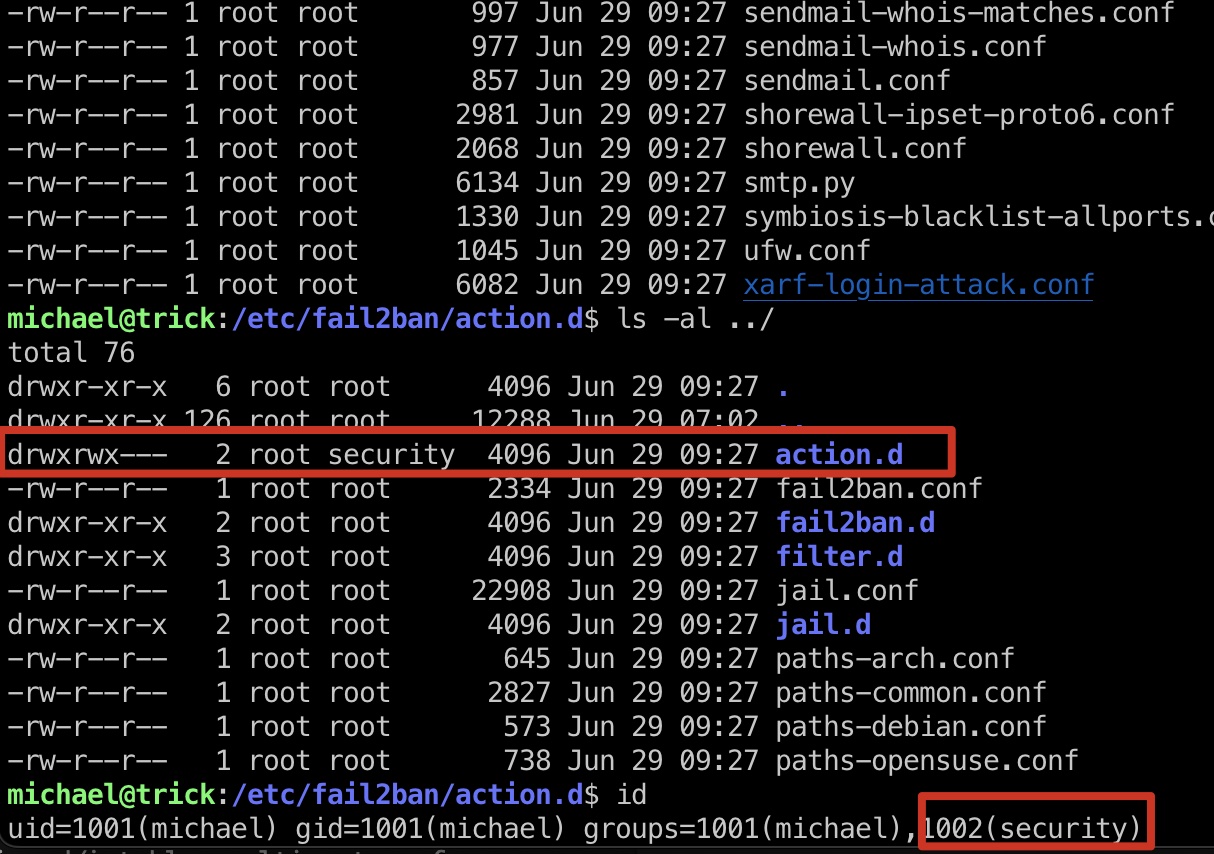 -rw-r--r-- 1 root root 997 Jun 29 09:27 sendmail-whois-matches.conf
-rw-r--r-- 1 root root 977 Jun 29 09:27 sendmail-whois.conf
-rw-r--r-- 1 root root 857 Jun 29 09:27 sendmail.conf
-rw-r--r-- 1 root root 2981 Jun 29 09:27 shorewall-ipset-proto6.conf
-rw-r--r-- 1 root root 2068 Jun 29 09:27 shorewall.conf
-rw-r--r-- 1 root root 6134 Jun 29 09:27 smtp.py
-rw-r--r-- 1 root root 1330 Jun 29 09:27 symbiosis-blacklist-allports.c
-rw-r--r-- 1 root root 1045 Jun 29 09:27 ufw.conf
-rw-r--r-- 1 root root 6082 Jun 29 09:27 xarf-login-attack.conf
michael@trick:/etc/fail2ban/action.d$ ls -al ../
total 76
drwxr-xr-x 6 root root 4096 Jun 29 09:27 .
drwxr-xr-x 126 root root 12288 Jun 29 07:02 ..
drwxrwx--- 2 root security 4096 Jun 29 09:27 action.d
-rw-r--r-- 1 root root 2334 Jun 29 09:27 fail2ban.conf
drwxr-xr-x 2 root root 4096 Jun 29 09:27 fail2ban.d
drwxr-xr-x 3 root root 4096 Jun 29 09:27 filter.d
-rw-r--r-- 1 root root 22908 Jun 29 09:27 jail.conf
drwxr-xr-x 2 root root 4096 Jun 29 09:27 jail.d
-rw-r--r-- 1 root root 645 Jun 29 09:27 paths-arch.conf
-rw-r--r-- 1 root root 2827 Jun 29 09:27 paths-common.conf
-rw-r--r-- 1 root root 573 Jun 29 09:27 paths-debian.conf
-rw-r--r-- 1 root root 738 Jun 29 09:27 paths-opensuse.conf
michael@trick:/etc/fail2ban/action.d$ id
uid=1001(michael) gid=1001(michael) groups=1001(michael),1002(security)